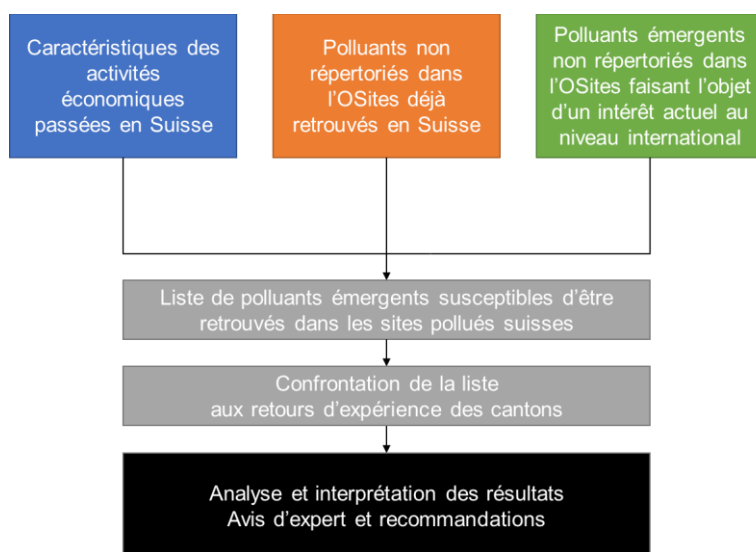 Caractéristiques des
activités
économiques
passées en Suisse
Polluants non
répertoriés dans
l'OSites déjà
retrouvés en Suisse
Polluants émergents
non répertoriés dans
l'OSites faisant l'objet
d'un intérêt actuel au
niveau international
Liste de polluants émergents susceptibles d'être
retrouvés dans les sites pollués suisses
Confrontation de la liste
aux retours d'expérience des cantons
Analyse et interprétation des résultats
Avis d'expert et recommandations